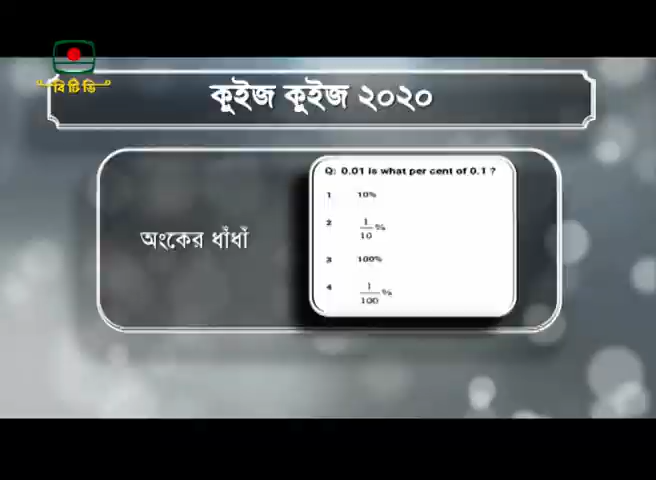 বিটিভি
কুইজ কুইজ ২০২০
অংকের ধাঁধাঁ
Q: 0.01 is what per cent of 0.1 ?
1 10%
2 1/10 %
3 100%
4 1/100 %